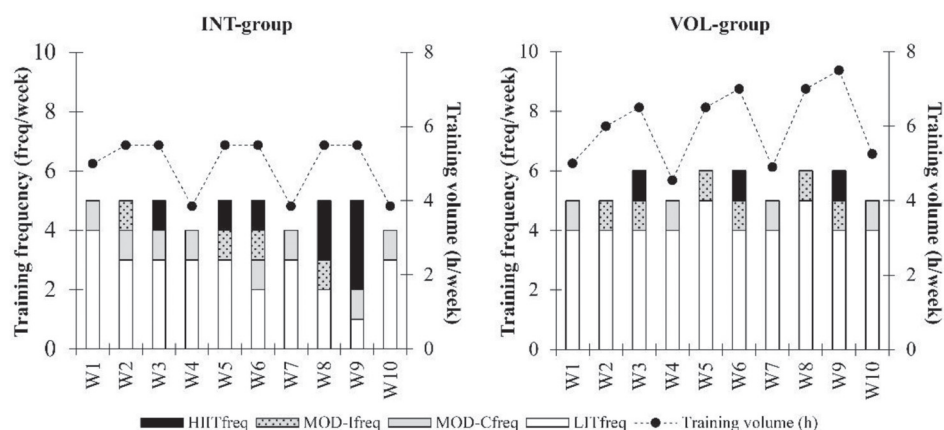 INT-group
VOL-group
Training frequency (freq/week)
10
8
6
4
2
0
Training volume (h/week)
8
6
4
2
0
W1 W2 W3 W4 W5 W6 W7 W8 W9 W10
Training frequency (freq/week)
10
8
6
4
2
0
Training volume (h/week)
8
6
4
2
0
W1 W2 W3 W4 W5 W6 W7 W8 W9 W10
HIITfreq MOD-Ifreq MOD-Cfreq LITfreq Training volume (h)